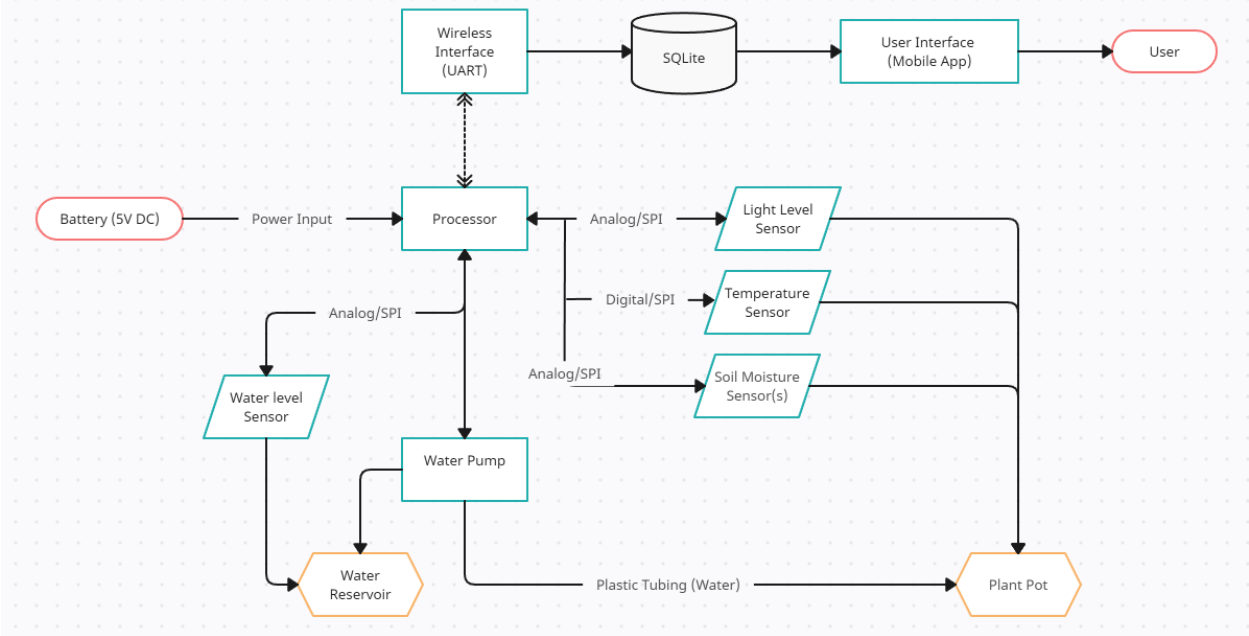 Wireless
Interface
(UART)
SQLite
User Interface
(Mobile App)
User
Battery (5V DC)
Power Input
Processor
Analog/SPI
Light Level
Sensor
Digital/SPI
Temperature
Sensor
Analog/SPI
Analog/SPI
Soil Moisture
Sensor(s)
Water level
Sensor
Water Pump
Water
Reservoir
Plastic Tubing (Water)
Plant Pot